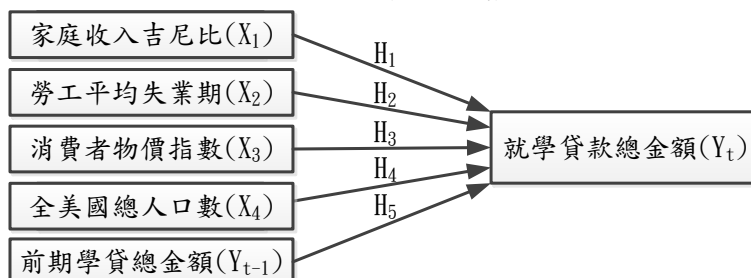 家庭收入吉尼比(X₁)
H₁
勞工平均失業期(X₂)
H₂
消費者物價指數(X₃)
H₃
就學貸款總金額(Yₜ)
全美國總人口數(X₄)
H₄
H₅
前期學貸總金額(Yₜ₋₁)